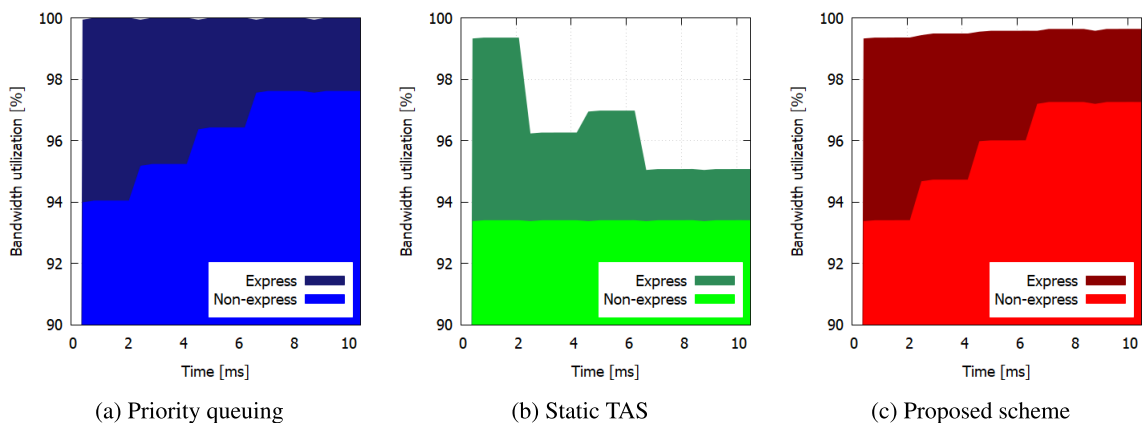 100
98
96
94
92
90
Bandwidth utilization [%]
Express
Non-express
0 2 4 6 8 10
Time [ms]
(a) Priority queuing
100
98
96
94
92
90
Bandwidth utilization [%]
Express
Non-express
0 2 4 6 8 10
Time [ms]
(b) Static TAS
100
98
96
94
92
90
Bandwidth utilization [%]
Express
Non-express
0 2 4 6 8 10
Time [ms]
(c) Proposed scheme